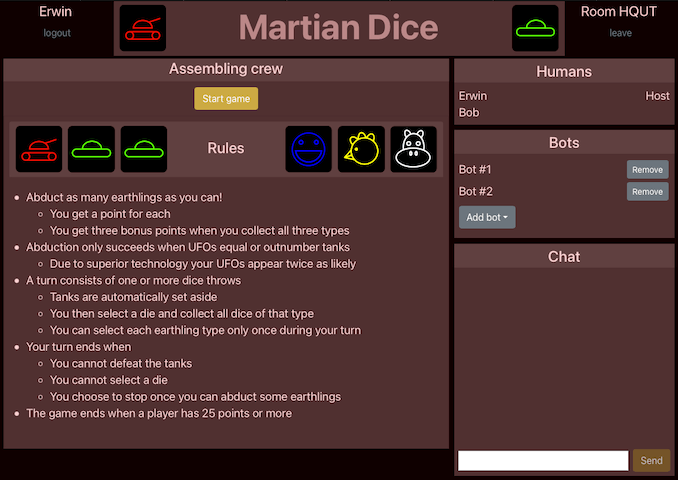 Erwin
logout
Martian Dice
Room HQUT
leave
Assembling crew
Start game
Rules
• Abduct as many earthlings as you can!
◦ You get a point for each
◦ You get three bonus points when you collect all three types
• Abduction only succeeds when UFOs equal or outnumber tanks
◦ Due to superior technology your UFOs appear twice as likely
• A turn consists of one or more dice throws
◦ Tanks are automatically set aside
◦ You then select a die and collect all dice of that type
◦ You can select each earthling type only once during your turn
• Your turn ends when
◦ You cannot defeat the tanks
◦ You cannot select a die
◦ You choose to stop once you can abduct some earthlings
• The game ends when a player has 25 points or more
Humans
Erwin Host
Bob
Bots
Bot #1 Remove
Bot #2 Remove
Add bot
Chat
Send